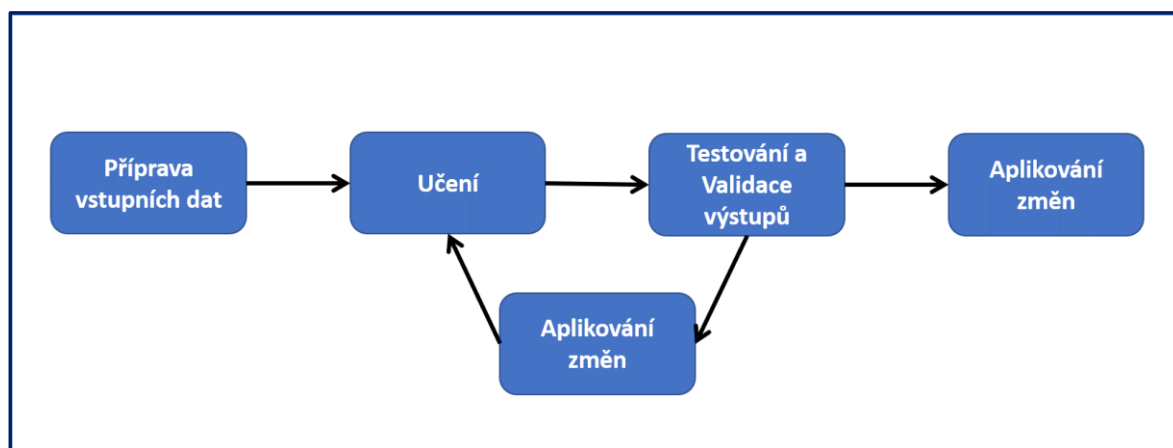 Příprava
vstupních dat
Učení
Testování a
Validace
výstupů
Aplikování
změn
Aplikování
změn